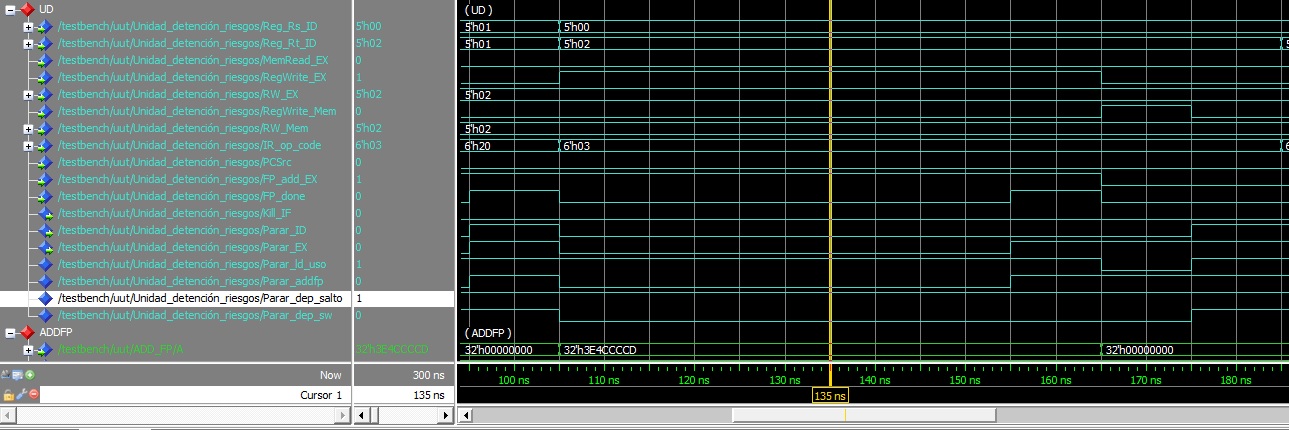 UD (UD)
/testbench/uut/Unidad_detención_riesgos/Reg_Rs_ID 5'h00 5'h01 5'h00
/testbench/uut/Unidad_detención_riesgos/Reg_Rt_ID 5'h02 5'h01 5'h02 5
/testbench/uut/Unidad_detención_riesgos/MemRead_EX 0
/testbench/uut/Unidad_detención_riesgos/RegWrite_EX 1
/testbench/uut/Unidad_detención_riesgos/RW_EX 5'h02 5'h02
/testbench/uut/Unidad_detención_riesgos/RegWrite_Mem 0
/testbench/uut/Unidad_detención_riesgos/RW_Mem 5'h02 5'h02
/testbench/uut/Unidad_detención_riesgos/IR_op_code 6'h03 6'h20 6'h03 6
/testbench/uut/Unidad_detención_riesgos/PCSrc 0
/testbench/uut/Unidad_detención_riesgos/FP_add_EX 1
/testbench/uut/Unidad_detención_riesgos/FP_done 0
/testbench/uut/Unidad_detención_riesgos/Kill_IF 0
/testbench/uut/Unidad_detención_riesgos/Parar_ID 0
/testbench/uut/Unidad_detención_riesgos/Parar_EX 0
/testbench/uut/Unidad_detención_riesgos/Parar_ld_uso 1
/testbench/uut/Unidad_detención_riesgos/Parar_addfp 0
/testbench/uut/Unidad_detención_riesgos/Parar_dep_salto 1
/testbench/uut/Unidad_detención_riesgos/Parar_dep_sw 0
ADDFP (ADDFP)
/testbench/uut/ADD_FP/A 32'h3E4CCCCD 32'h00000000 32'h3E4CCCCD 32'h00000000
Now 300 ns 100 ns 110 ns 120 ns 130 ns 140 ns 150 ns 160 ns 170 ns 180 ns
Cursor 1 135 ns 135 ns